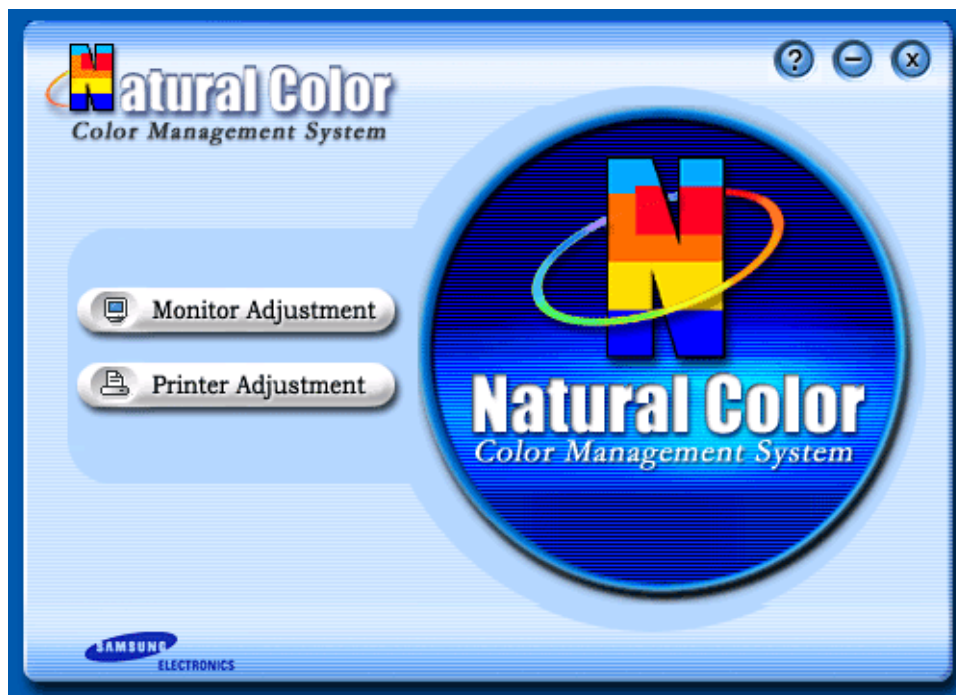 Natural Color
Color Management System
?
x
Monitor Adjustment
Printer Adjustment
N
Natural Color
Color Management System
SAMSUNG
ELECTRONICS